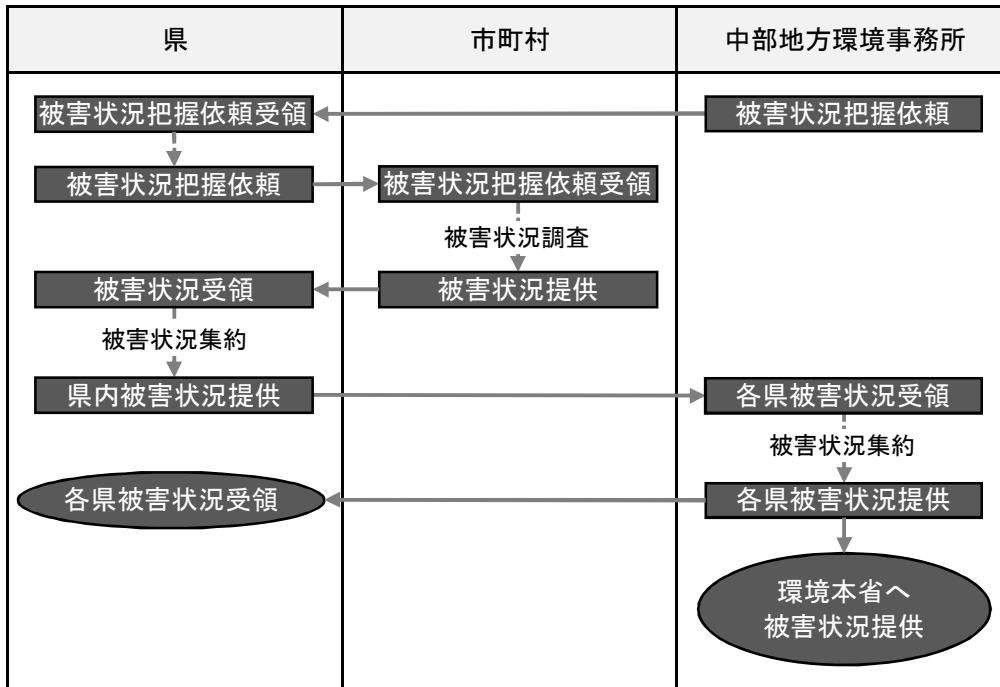 県
市町村
中部地方環境事務所
被害状況把握依頼受領
被害状況把握依頼
被害状況把握依頼
被害状況把握依頼受領
被害状況調査
被害状況受領
被害状況提供
被害状況集約
県内被害状況提供
各県被害状況受領
被害状況集約
各県被害状況受領
各県被害状況提供
環境本省へ
被害状況提供